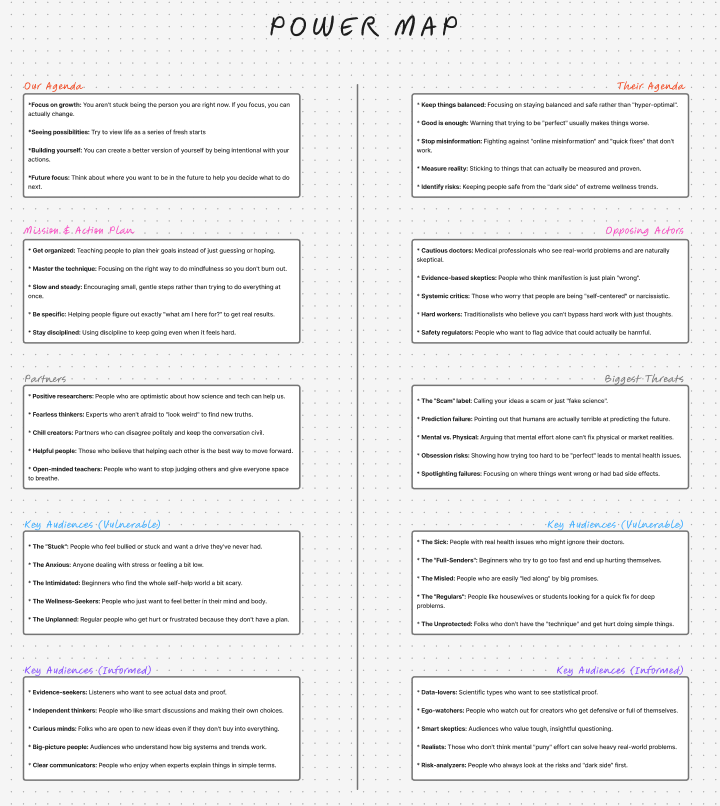 POWER MAP
Our Agenda
*Focus on growth: You aren't stuck being the person you are right now. If you focus, you can
actually change.
*Seeing possibilities: Try to view life as a series of fresh starts
*Building yourself: You can create a better version of yourself by being intentional with your
actions.
*Future focus: Think about where you want to be in the future to help you decide what to do
next.
Mission & Action Plan
* Get organized: Teaching people to plan their goals instead of just guessing or hoping.
* Master the technique: Focusing on the right way to do mindfulness so you don't burn out.
* Slow and steady: Encouraging small, gentle steps rather than trying to do everything at
once.
* Be specific: Helping people figure out exactly "what am I here for?" to get real results.
* Stay disciplined: Using discipline to keep going even when it feels hard.
Partners
* Positive researchers: People who are optimistic about how science and tech can help us.
* Fearless thinkers: Experts who aren't afraid to "look weird" to find new truths.
* Chill creators: Partners who can disagree politely and keep the conversation civil.
* Helpful people: Those who believe that helping each other is the best way to move forward.
* Open-minded teachers: People who want to stop judging others and give everyone space
to breathe.
Key Audiences (Vulnerable)
* The "Stuck": People who feel bullied or stuck and want a drive they've never had.
* The Anxious: Anyone dealing with stress or feeling a bit low.
* The Intimidated: Beginners who find the whole self-help world a bit scary.
* The Wellness-Seekers: People who just want to feel better in their mind and body.
* The Unplanned: Regular people who get hurt or frustrated because they don't have a plan.
Key Audiences (Informed)
* Evidence-seekers: Listeners who want to see actual data and proof.
* Independent thinkers: People who like smart discussions and making their own choices.
* Curious minds: Folks who are open to new ideas even if they don't buy into everything.
* Big-picture people: Audiences who understand how big systems and trends work.
* Clear communicators: People who enjoy when experts explain things in simple terms.
Their Agenda
* Keep things balanced: Focusing on staying balanced and safe rather than "hyper-optimal".
* Good is enough: Warning that trying to be "perfect" usually makes things worse.
* Stop misinformation: Fighting against "online misinformation" and "quick fixes" that don't
work.
* Measure reality: Sticking to things that can actually be measured and proven.
* Identify risks: Keeping people safe from the "dark side" of extreme wellness trends.
Opposing Actors
* Cautious doctors: Medical professionals who see real-world problems and are naturally
skeptical.
* Evidence-based skeptics: People who think manifestion is just plain "wrong".
* Systemic critics: Those who worry that people are being "self-centered" or narcissistic.
* Hard workers: Traditionalists who believe you can't bypass hard work with just thoughts.
* Safety regulators: People who want to flag advice that could actually be harmful.
Biggest Threats
* The "Scam" label: Calling your ideas a scam or just "fake science".
* Prediction failure: Pointing out that humans are actually terrible at predicting the future.
* Mental vs. Physical: Arguing that mental effort alone can't fix physical or market realities.
* Obsession risks: Showing how trying too hard to be "perfect" leads to mental health issues.
* Spotlighting failures: Focusing on where things went wrong or had bad side effects.
Key Audiences (Vulnerable)
* The Sick: People with real health issues who might ignore their doctors.
* The "Full-Senders": Beginners who try to go too fast and end up hurting themselves.
* The Misled: People who are easily "led along" by big promises.
* The "Regulars": People like housewives or students looking for a quick fix for deep
problems.
* The Unprotected: Folks who don't have the "technique" and get hurt doing simple things.
Key Audiences (Informed)
* Data-lovers: Scientific types who want to see statistical proof.
* Ego-watchers: People who watch out for creators who get defensive or full of themselves.
* Smart skeptics: Audiences who value tough, insightful questioning.
* Realists: Those who don't think mental "puny" effort can solve heavy real-world problems.
* Risk-analyzers: People who always look at the risks and "dark side" first.